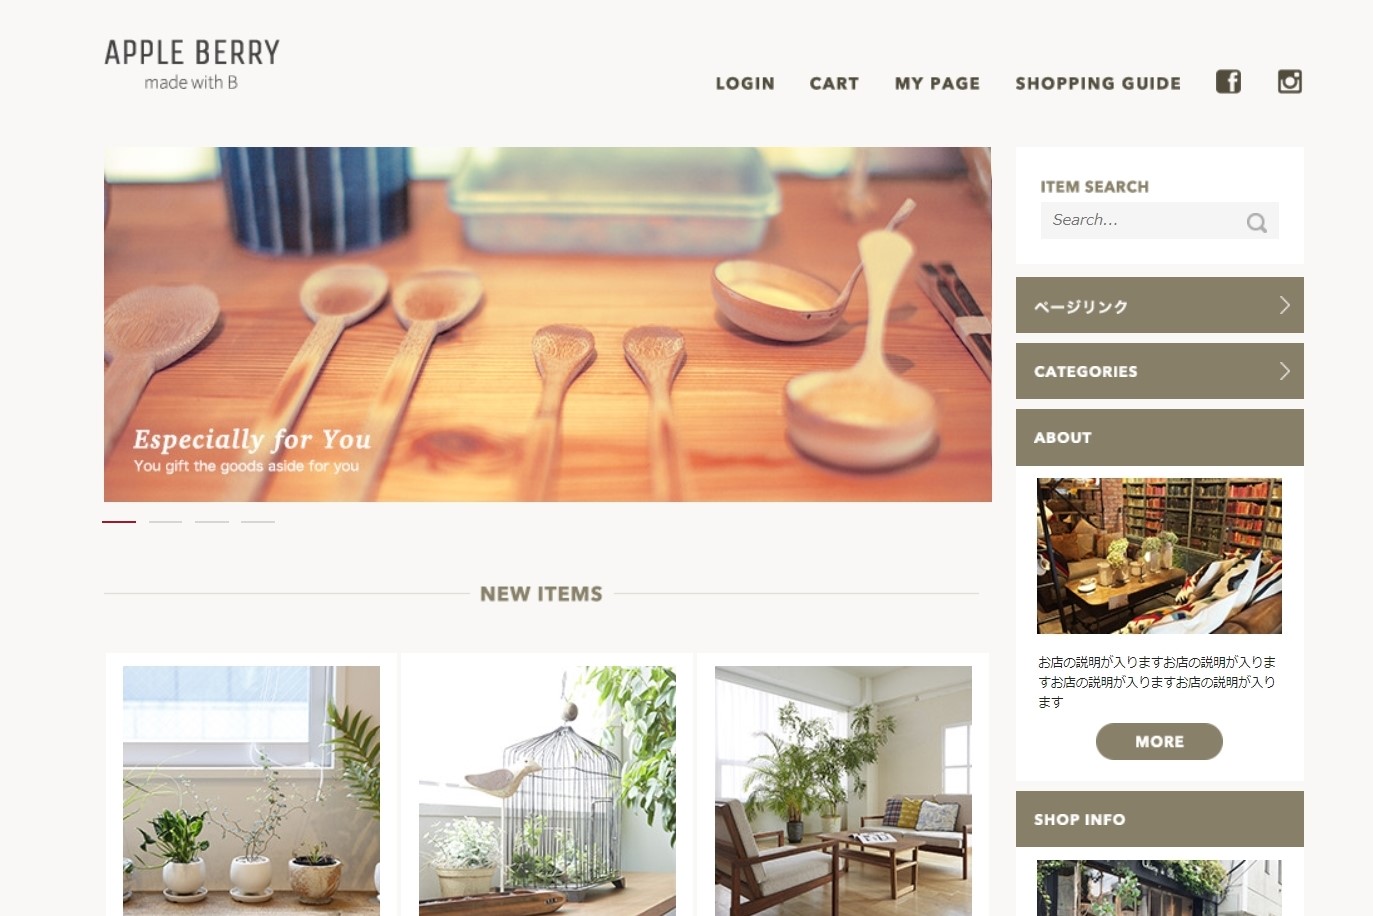 APPLE BERRY
made with B
LOGIN
CART
MY PAGE
SHOPPING GUIDE
Especially for You
You gift the goods aside for you
NEW ITEMS
ITEM SEARCH
Search...
ページリンク
CATEGORIES
ABOUT
お店の説明が入りますお店の説明が入りま
すお店の説明が入りますお店の説明が入り
ます
MORE
SHOP INFO